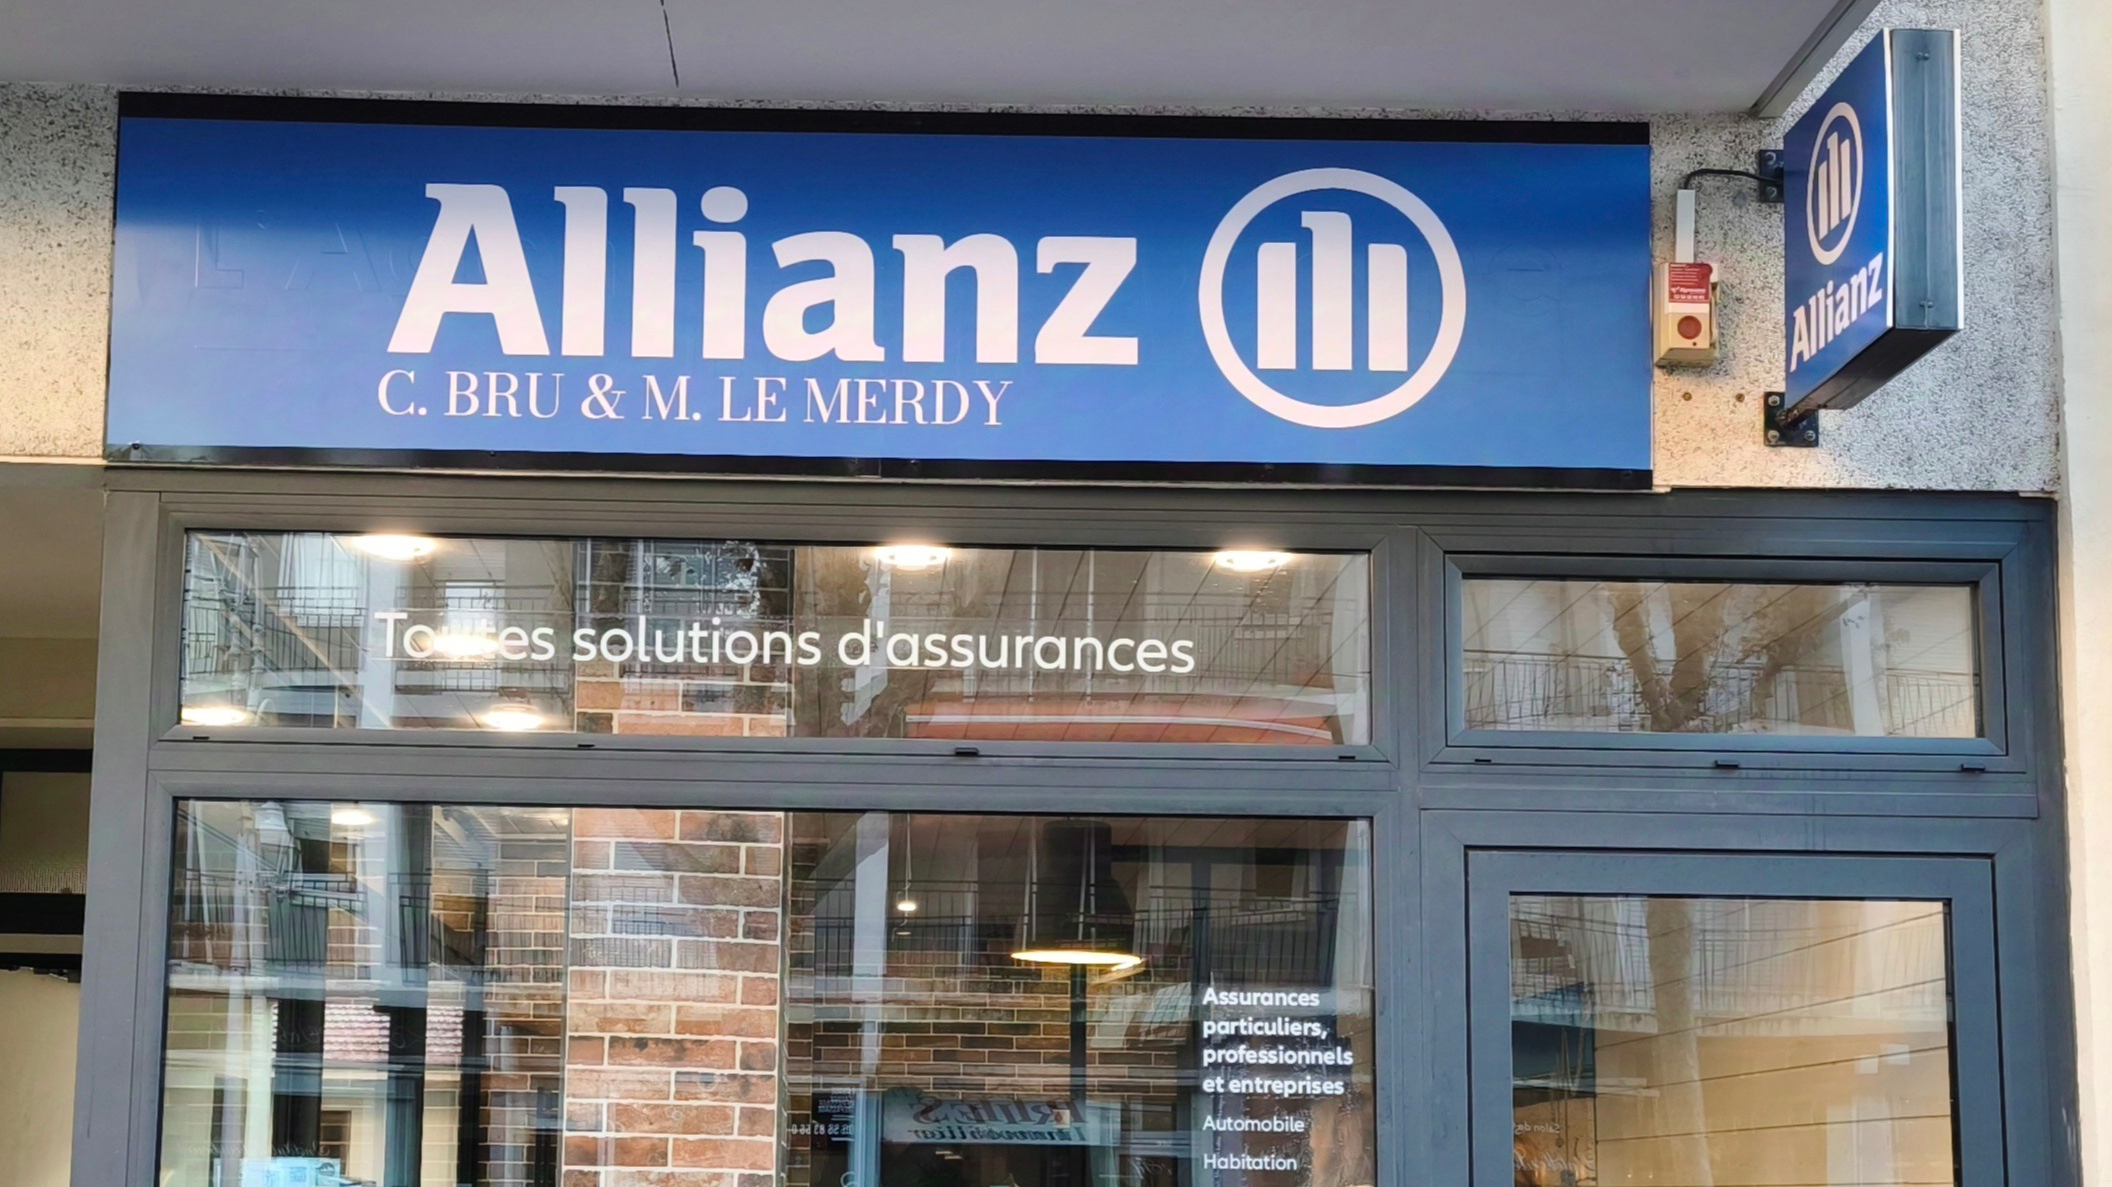 Allianz
C. BRU & M. LE MERDY
Allianz
Toutes solutions d'assurances
Assurances
particuliers,
professionnels
et entreprises
Automobile
Habitation